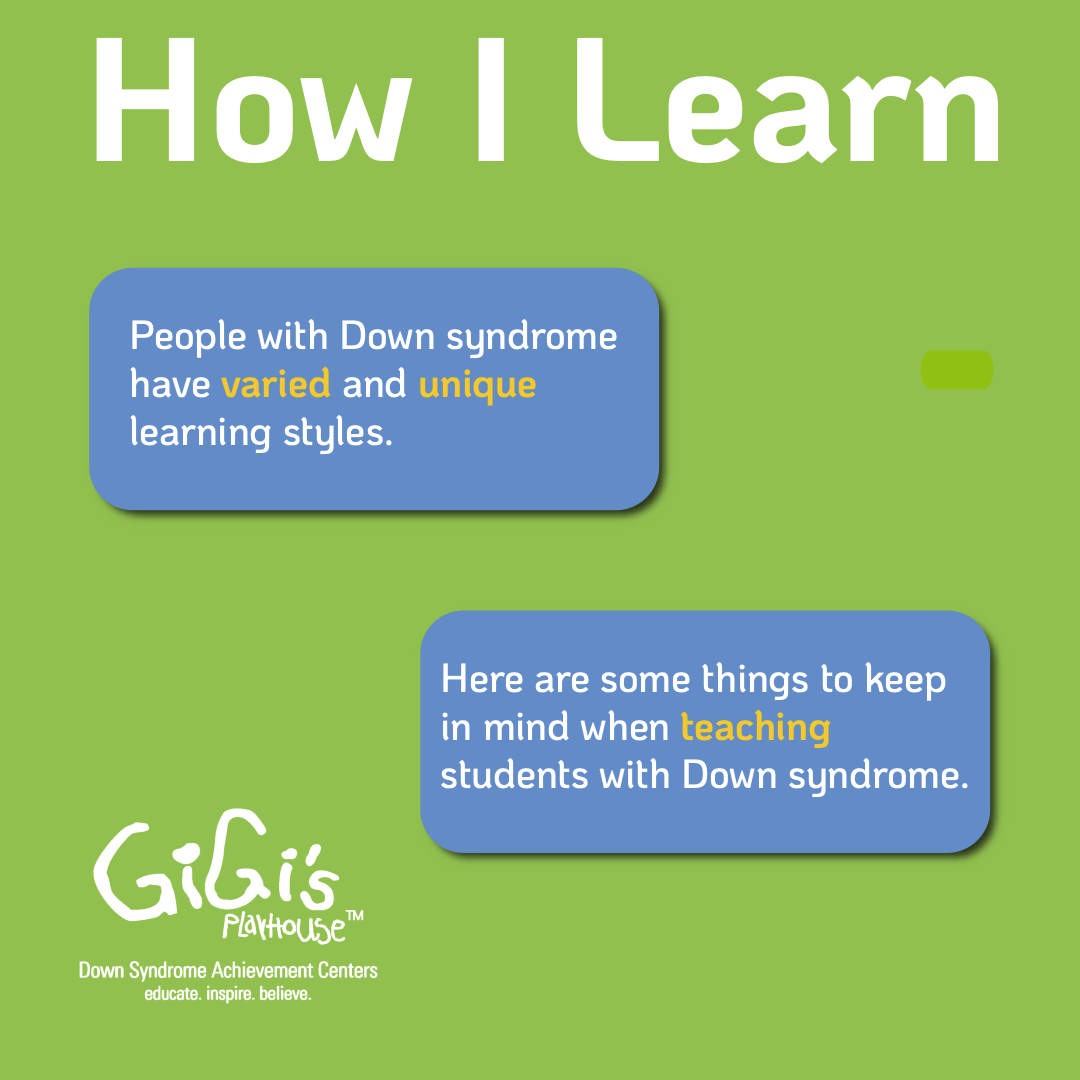 How I Learn
People with Down syndrome
have varied and unique
learning styles.
Here are some things to keep
in mind when teaching
students with Down syndrome.
GiGi's
PLAYHOUSE™
Down Syndrome Achievement Centers
educate. inspire. believe.